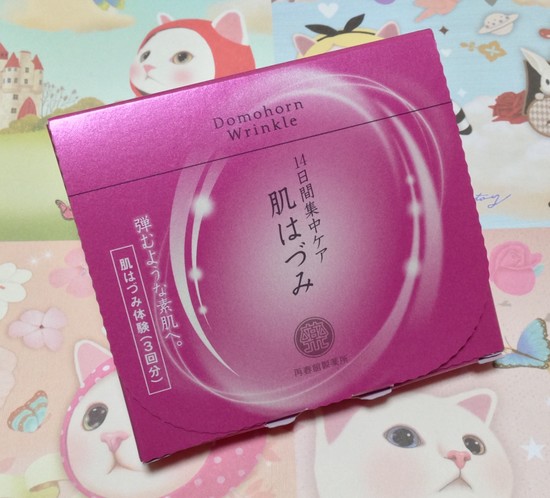 Domohorn
Wrinkle
14日間集中ケア
肌はづみ
弾むような素肌へ。
肌はづみ体験(3回分)
再春館製薬所